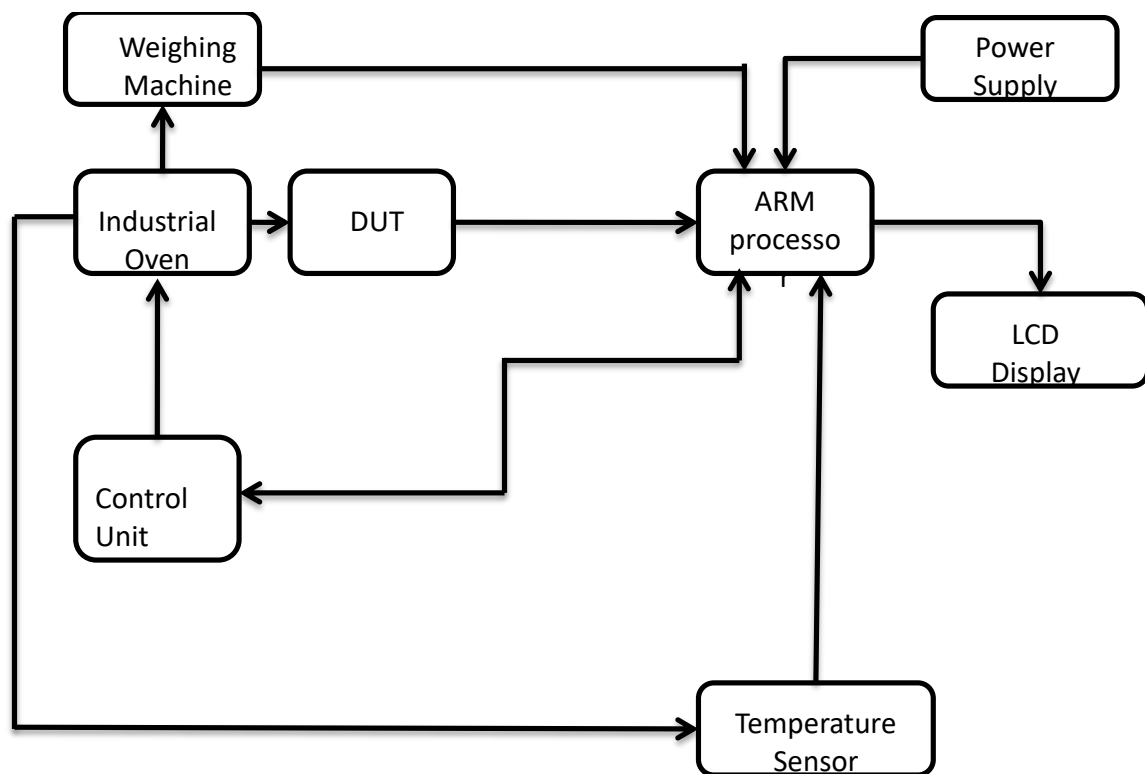 Weighing
Machine
Power
Supply
Industrial
Oven
DUT
ARM
processo
r
LCD
Display
Control
Unit
Temperature
Sensor